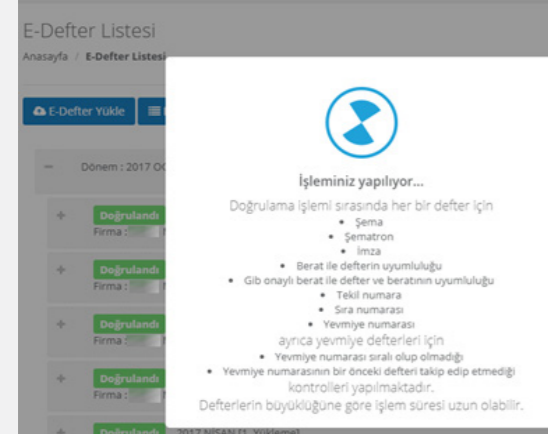 E-Defter Listesi
Anasayfa / E-Defter Listesi
E-Defter Yükle
Dönem : 2017
Doğrulandı
Firma :
Doğrulandı
Firma :
Doğrulandı
Firma :
Doğrulandı
Firma :
Doğrulandı 2017 NİSAN [1. Yükleme]
İşleminiz yapılıyor...
Doğrulama işlemi sırasında her bir defter için
• Şema
• Şematron
• İmza
• Berat ile defterin uyumluluğu
• Gib onaylı berat ile defter ve beratının uyumluluğu
• Tekil numara
• Sıra numarası
• Yevmiye numarası
ayrıca yevmiye defterleri için
• Yevmiye numarası sıralı olup olmadığı
• Yevmiye numarasının bir önceki defteri takip edip etmediği
kontrolleri yapılmaktadır.
Defterlerin büyüklüğüne göre işlem süresi uzun olabilir.